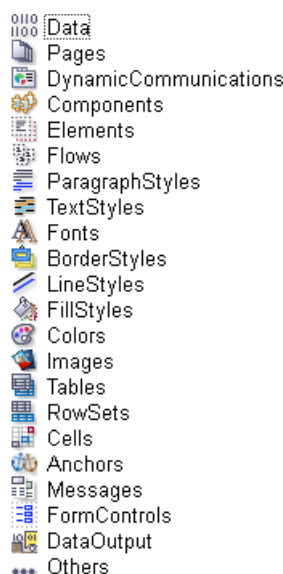 Data
Pages
DynamicCommunications
Components
Elements
Flows
ParagraphStyles
TextStyles
Fonts
BorderStyles
LineStyles
FillStyles
Colors
Images
Tables
RowSets
Cells
Anchors
Messages
FormControls
DataOutput
Others